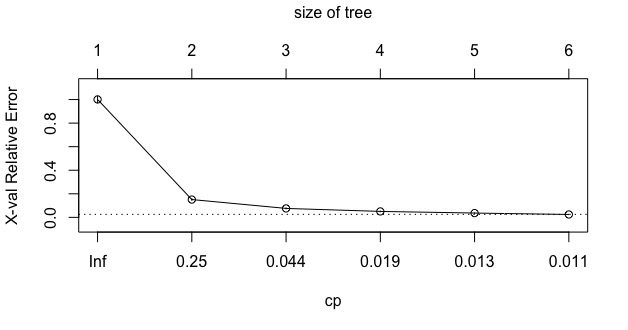 size of tree
1 2 3 4 5 6
X-val Relative Error
0.8
0.4
0.0
Inf 0.25 0.044 0.019 0.013 0.011
cp